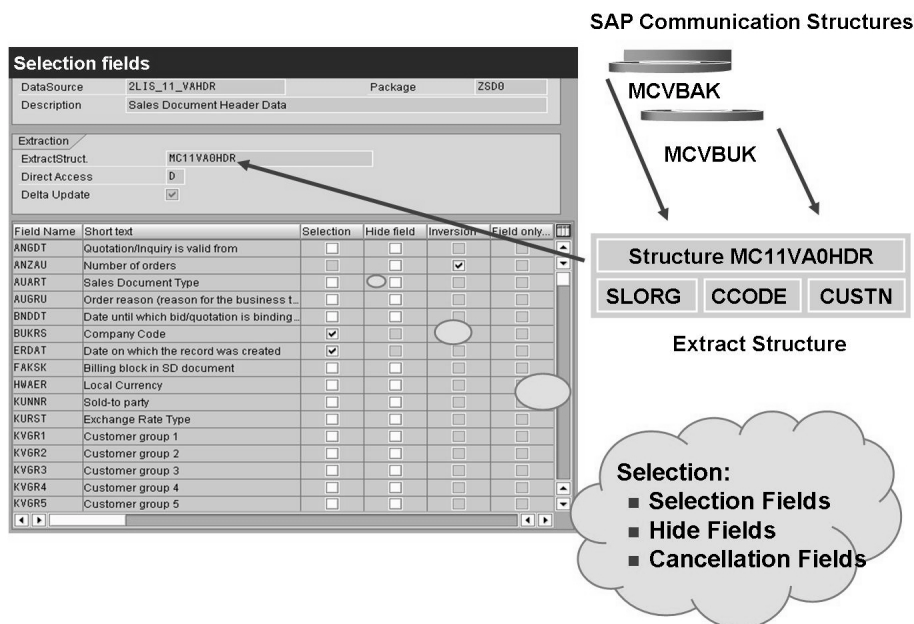 SAP Communication Structures
Selection fields
DataSource 2LIS_11_VAHDR Package ZSD0
Description Sales Document Header Data
Extraction
ExtractStruct. MC11VA0HDR
Direct Access D
Delta Update
Field Name Short text Selection Hide field Inversion Field only...
ANGDT Quotation/Inquiry is valid from
ANZAU Number of orders
AUART Sales Document Type
AUGRU Order reason (reason for the business t...
BNDDT Date until which bid/quotation is binding...
BUKRS Company Code
ERDAT Date on which the record was created
FAKSK Billing block in SD document
HWAER Local Currency
KUNNR Sold-to party
KURST Exchange Rate Type
KVGR1 Customer group 1
KVGR2 Customer group 2
KVGR3 Customer group 3
KVGR4 Customer group 4
KVGR5 Customer group 5
MCVBAK
MCVBUK
Structure MC11VA0HDR
SLORG CCODE CUSTN
Extract Structure
Selection:
Selection Fields
Hide Fields
Cancellation Fields